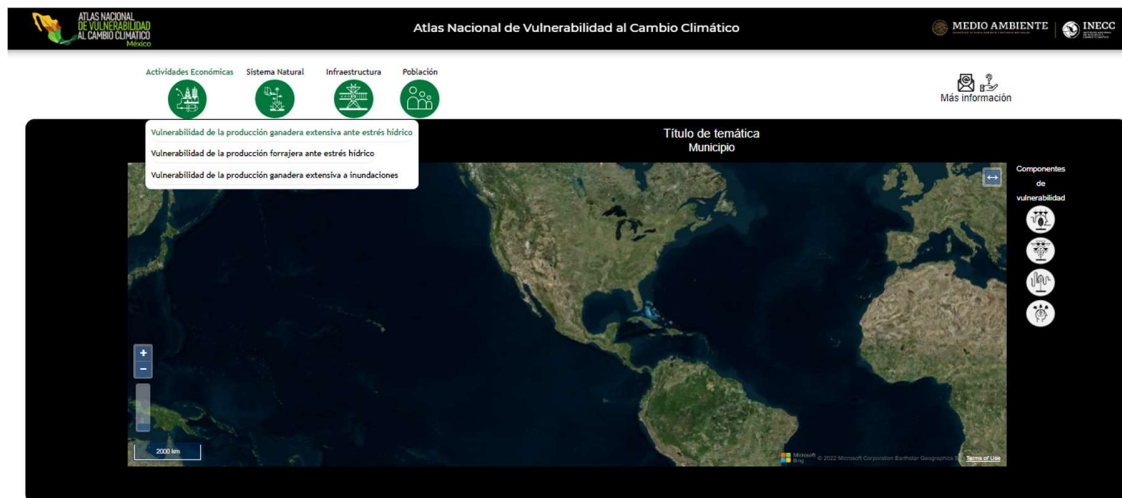 ATLAS NACIONAL
DE VULNERABILIDAD
AL CAMBIO CLIMÁTICO
México
Atlas Nacional de Vulnerabilidad al Cambio Climático
MEDIO AMBIENTE
INECC
Actividades Económicas
Sistema Natural
Infraestructura
Población
Más información
Vulnerabilidad de la producción ganadera extensiva ante estrés hídrico
Vulnerabilidad de la producción forrajera ante estrés hídrico
Vulnerabilidad de la producción ganadera extensiva a inundaciones
Título de temática
Municipio
Componentes
de
vulnerabilidad
+
−
2000 km
Microsoft
Bing
© 2022 Microsoft Corporation Earthstar Geographics
Terms of Use